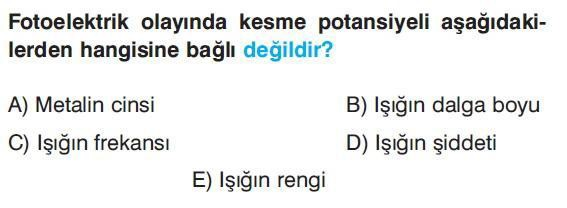 Fotoelektrik olayında kesme potansiyeli aşağıdaki-
lerden hangisine bağlı değildir?
A) Metalin cinsi B) Işığın dalga boyu
C) Işığın frekansı D) Işığın şiddeti
E) Işığın rengi